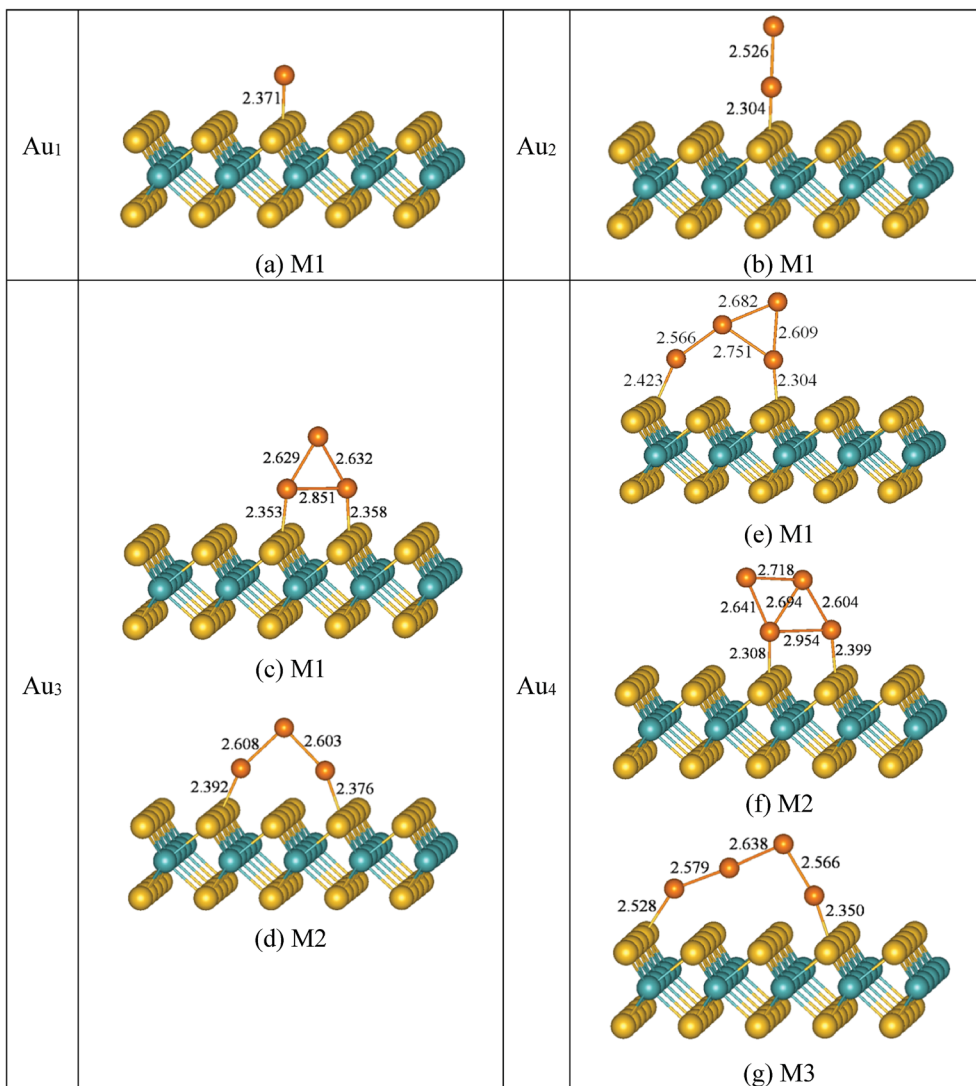 Au₁
2.371
(a) M1
Au₂
2.526
2.304
(b) M1
Au₃
2.629 2.632
2.851
2.353 2.358
(c) M1
2.608 2.603
2.392 2.376
(d) M2
Au₄
2.682
2.566 2.609
2.751
2.423 2.304
(e) M1
2.718
2.641 2.694 2.604
2.954
2.308 2.399
(f) M2
2.638
2.579 2.566
2.528 2.350
(g) M3